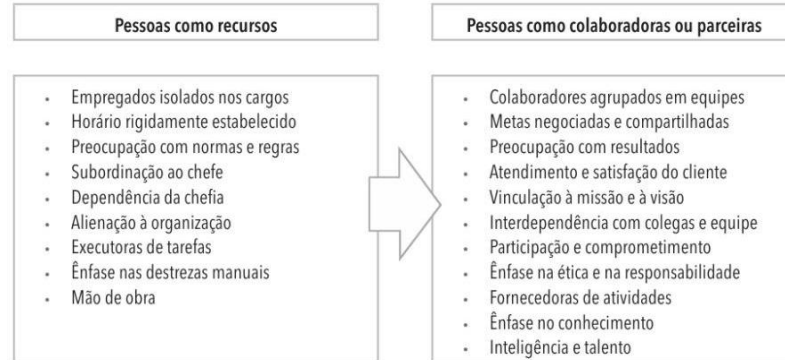 Pessoas como recursos
Pessoas como colaboradoras ou parceiras
• Empregados isolados nos cargos
• Horário rigidamente estabelecido
• Preocupação com normas e regras
• Subordinação ao chefe
• Dependência da chefia
• Alienação à organização
• Executoras de tarefas
• Ênfase nas destrezas manuais
• Mão de obra
• Colaboradores agrupados em equipes
• Metas negociadas e compartilhadas
• Preocupação com resultados
• Atendimento e satisfação do cliente
• Vinculação à missão e à visão
• Interdependência com colegas e equipe
• Participação e comprometimento
• Ênfase na ética e na responsabilidade
• Fornecedoras de atividades
• Ênfase no conhecimento
• Inteligência e talento